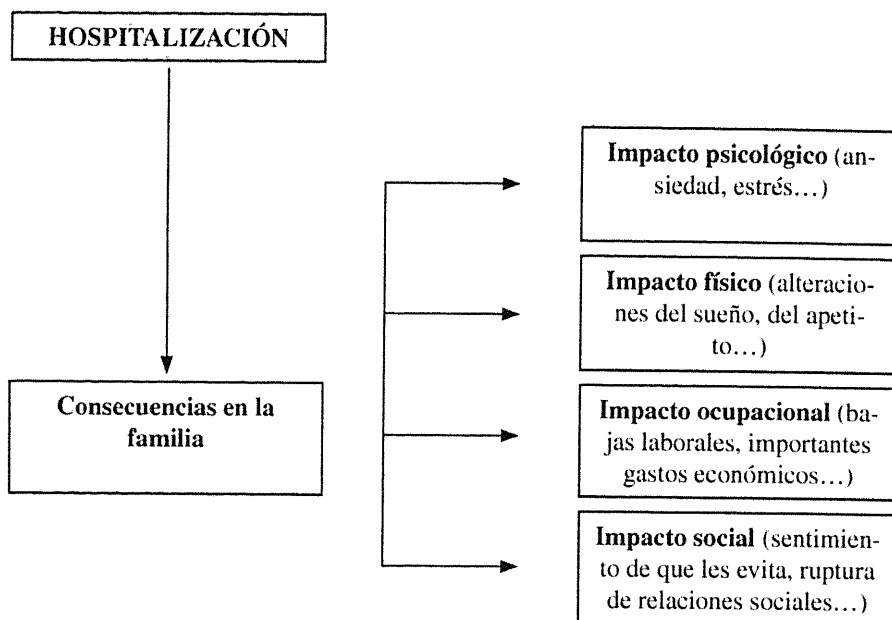 HOSPITALIZACIÓN
Impacto psicológico (an-
siedad, estrés...)
Impacto físico (alteracio-
nes del sueño, del apeti-
to...)
Consecuencias en la
familia
Impacto ocupacional (ba-
jas laborales, importantes
gastos económicos...)
Impacto social (sentimien-
to de que les evita, ruptura
de relaciones sociales...)